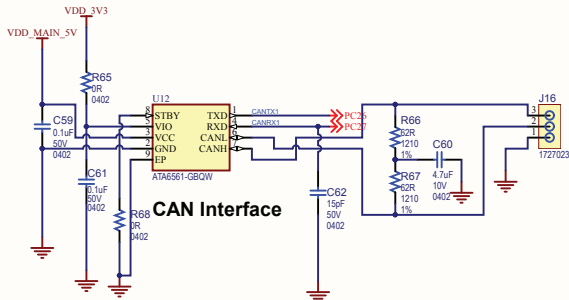 VDD_3V3
VDD_MAIN_5V
R65
0R
0402
C59
0.1uF
50V
0402
C61
0.1uF
50V
0402
R68
0R
0402
U12
8 STBY TXD 1
5 VIO RXD 4
3 VCC CANL 6
2 GND CANH 7
9 EP
ATA6561-GBQW
CANTX1
CANRX1
PC26
PC27
CAN Interface
C62
15pF
50V
0402
R66
62R
1210
1%
R67
62R
1210
1%
C60
4.7uF
10V
0402
J16
3
2
1
1727023